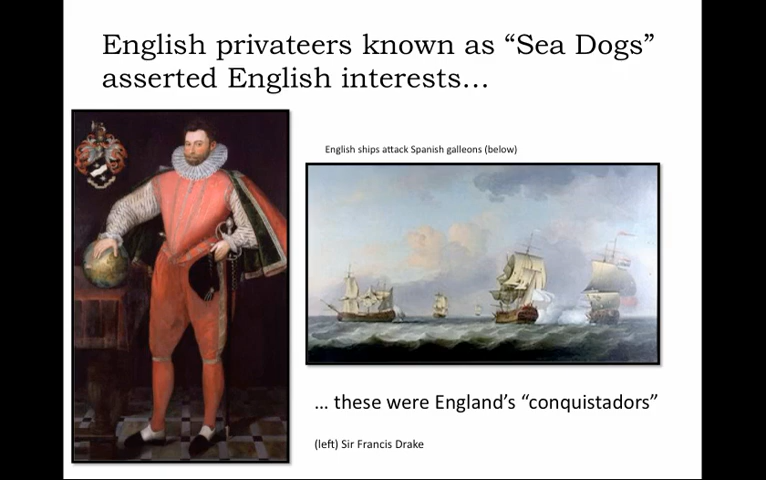 English privateers known as “Sea Dogs”
asserted English interests…
English ships attack Spanish galleons (below)
… these were England’s “conquistadors”
(left) Sir Francis Drake